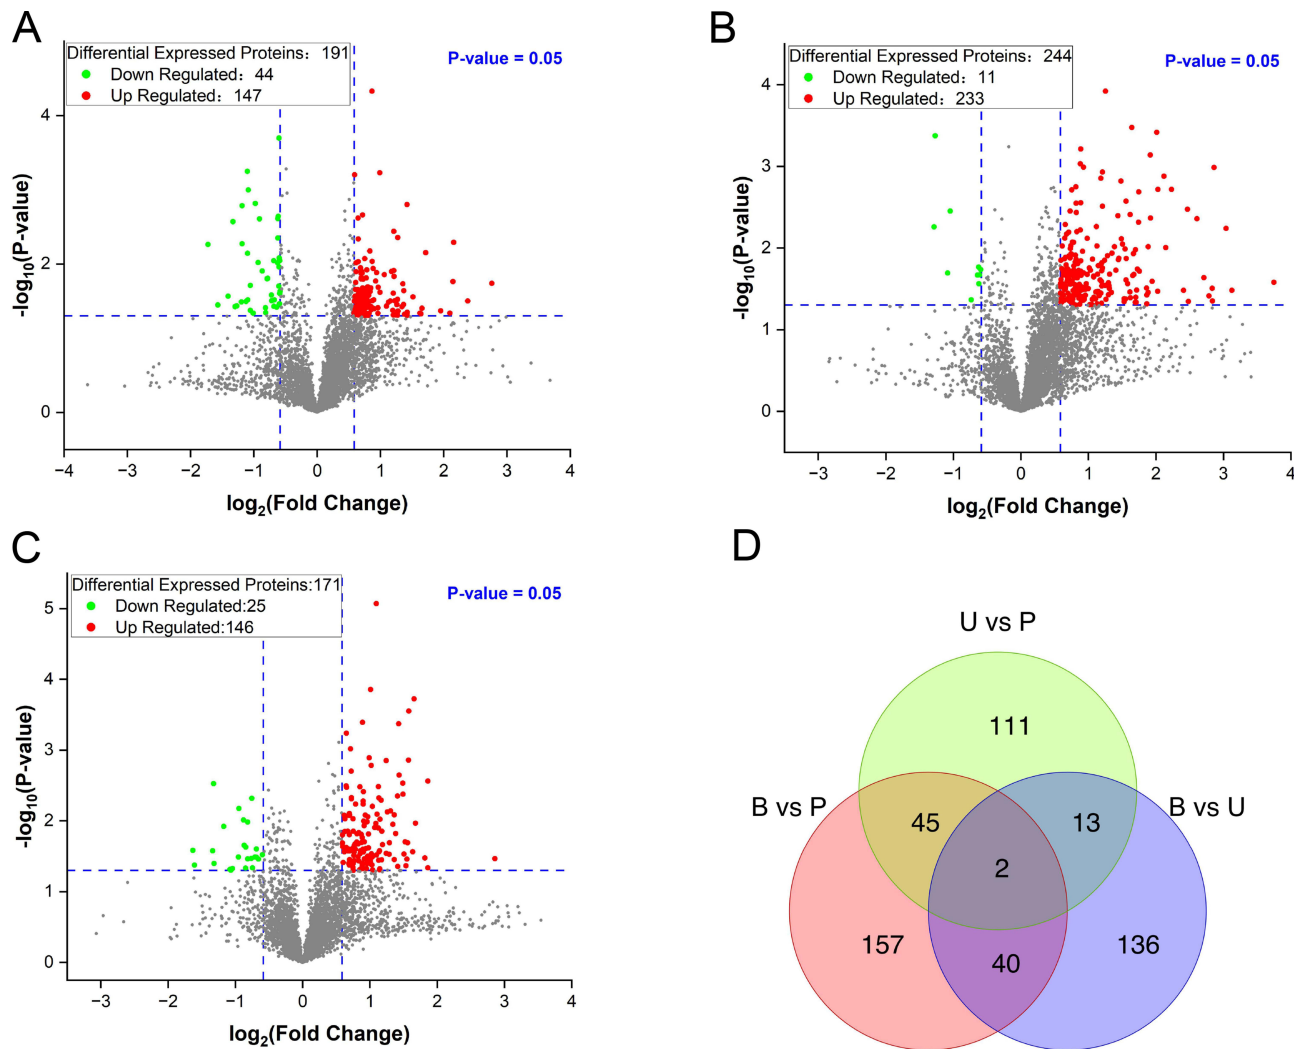 A
Differential Expressed Proteins：191
Down Regulated：44
Up Regulated：147
P-value = 0.05
-log10(P-value)
4
2
0
−4 −3 −2 −1 0 1 2 3 4
log2(Fold Change)
B
Differential Expressed Proteins：244
Down Regulated：11
Up Regulated：233
P-value = 0.05
-log10(P-value)
4
3
2
1
0
−3 −2 −1 0 1 2 3 4
log2(Fold Change)
C
Differential Expressed Proteins:171
Down Regulated:25
Up Regulated:146
P-value = 0.05
-log10(P-value)
5
4
3
2
1
0
−3 −2 −1 0 1 2 3 4
log2(Fold Change)
D
U vs P
111
B vs P
45
13
B vs U
2
157
40
136